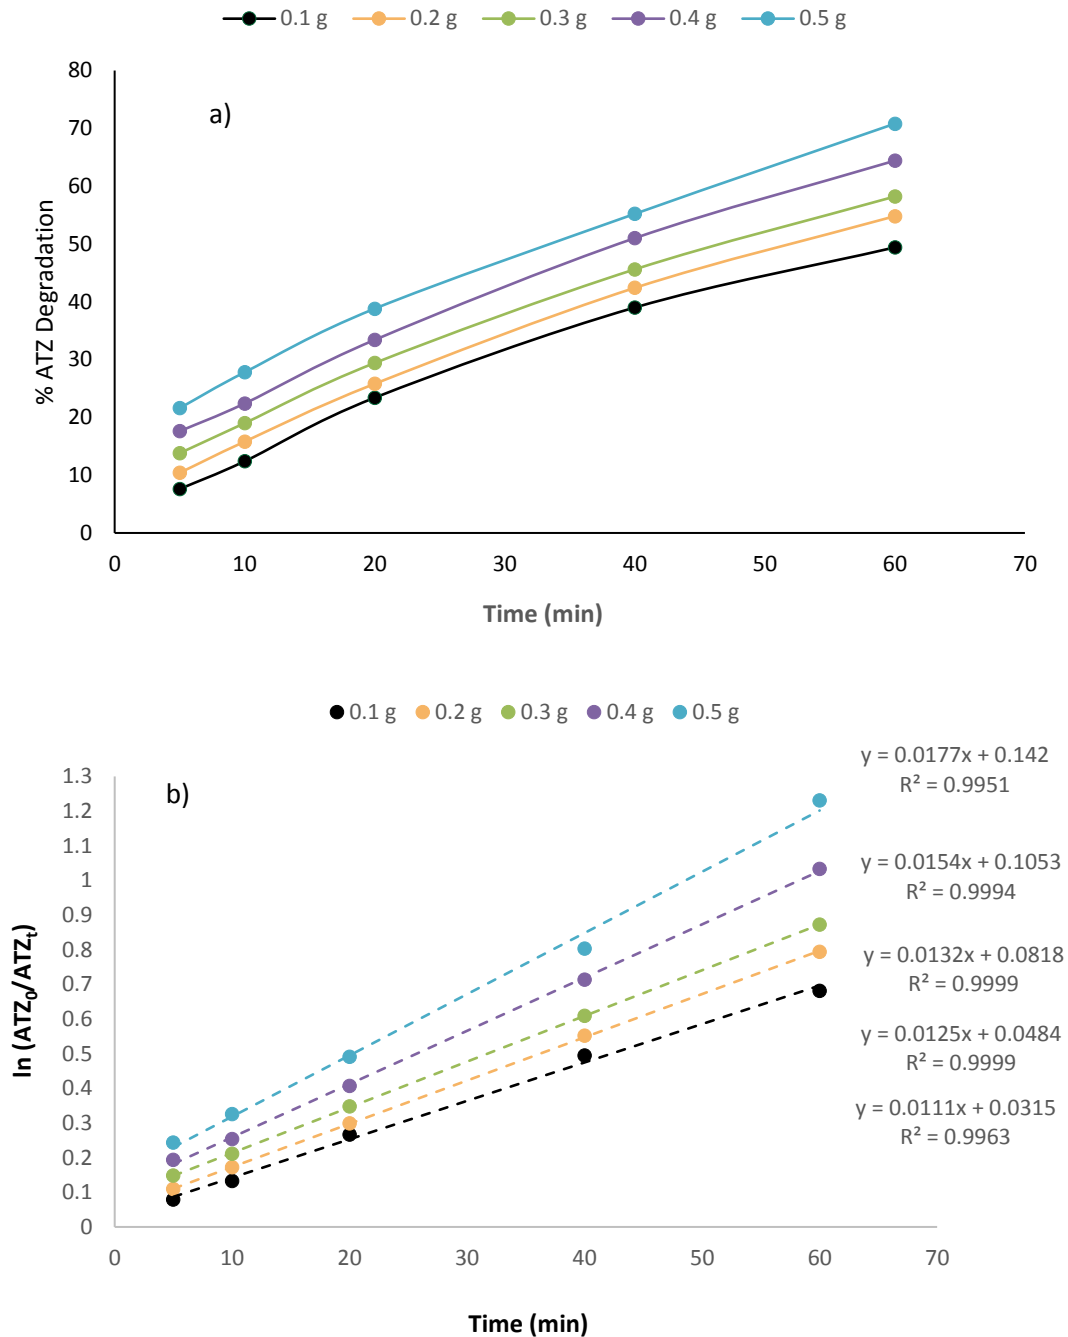 0.1 g 0.2 g 0.3 g 0.4 g 0.5 g
a)
80
70
60
50
40
30
20
10
0
% ATZ Degradation
0 10 20 30 40 50 60 70
Time (min)
0.1 g 0.2 g 0.3 g 0.4 g 0.5 g
b)
1.3
1.2
1.1
1
0.9
0.8
0.7
0.6
0.5
0.4
0.3
0.2
0.1
0
ln (ATZ₀/ATZₜ)
y = 0.0177x + 0.142
R² = 0.9951
y = 0.0154x + 0.1053
R² = 0.9994
y = 0.0132x + 0.0818
R² = 0.9999
y = 0.0125x + 0.0484
R² = 0.9999
y = 0.0111x + 0.0315
R² = 0.9963
0 10 20 30 40 50 60 70
Time (min)